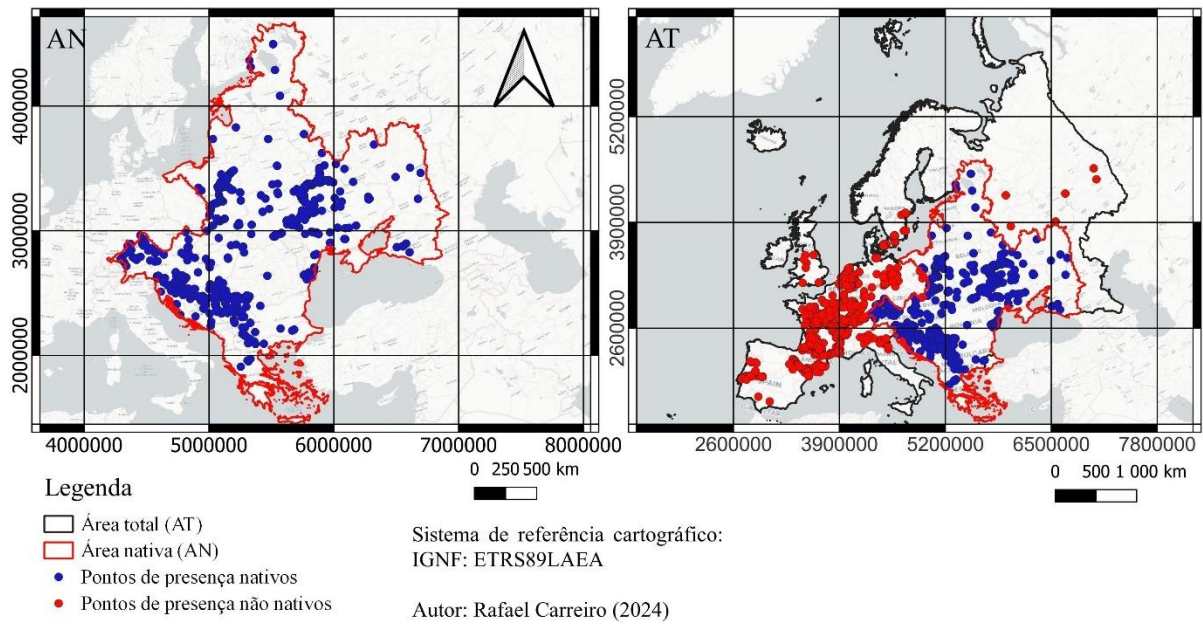 AN
4000000
3000000
2000000
4000000 5000000 6000000 7000000 8000000
0 250 500 km
AT
5200000
3900000
2600000
SPAIN
2600000 3900000 5200000 6500000 7800000
0 500 1 000 km
Legenda
Área total (AT)
Área nativa (AN)
Pontos de presença nativos
Pontos de presença não nativos
Sistema de referência cartográfico:
IGNF: ETRS89LAEA
Autor: Rafael Carreiro (2024)